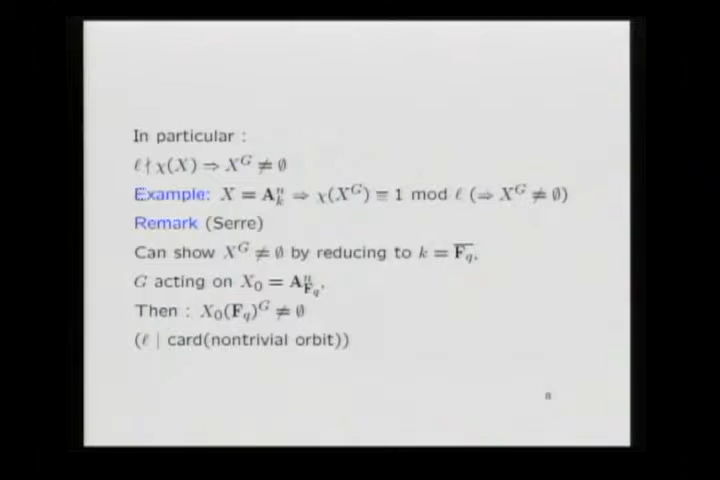 In particular :
ℓ ∤ χ(X) ⇒ X^G ≠ ∅
Example: X = A^n_k ⇒ χ(X^G) ≡ 1 mod ℓ (⇒ X^G ≠ ∅)
Remark (Serre)
Can show X^G ≠ ∅ by reducing to k = \overline{F_q}.
G acting on X_0 = A^n_{F_q}.
Then : X_0(F_q)^G ≠ ∅
(ℓ | card(nontrivial orbit))
8